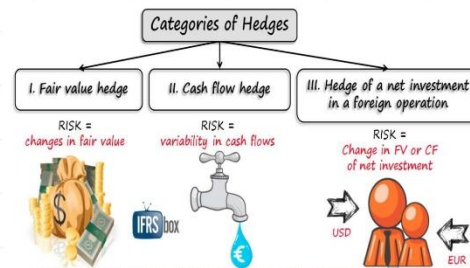 Categories of Hedges
I. Fair value hedge
RISK =
changes in fair value
$
IFRSbox
II. Cash flow hedge
RISK =
variability in cash flows
€
III. Hedge of a net investment
in a foreign operation
RISK =
Change in FV or CF
of net investment
USD
EUR